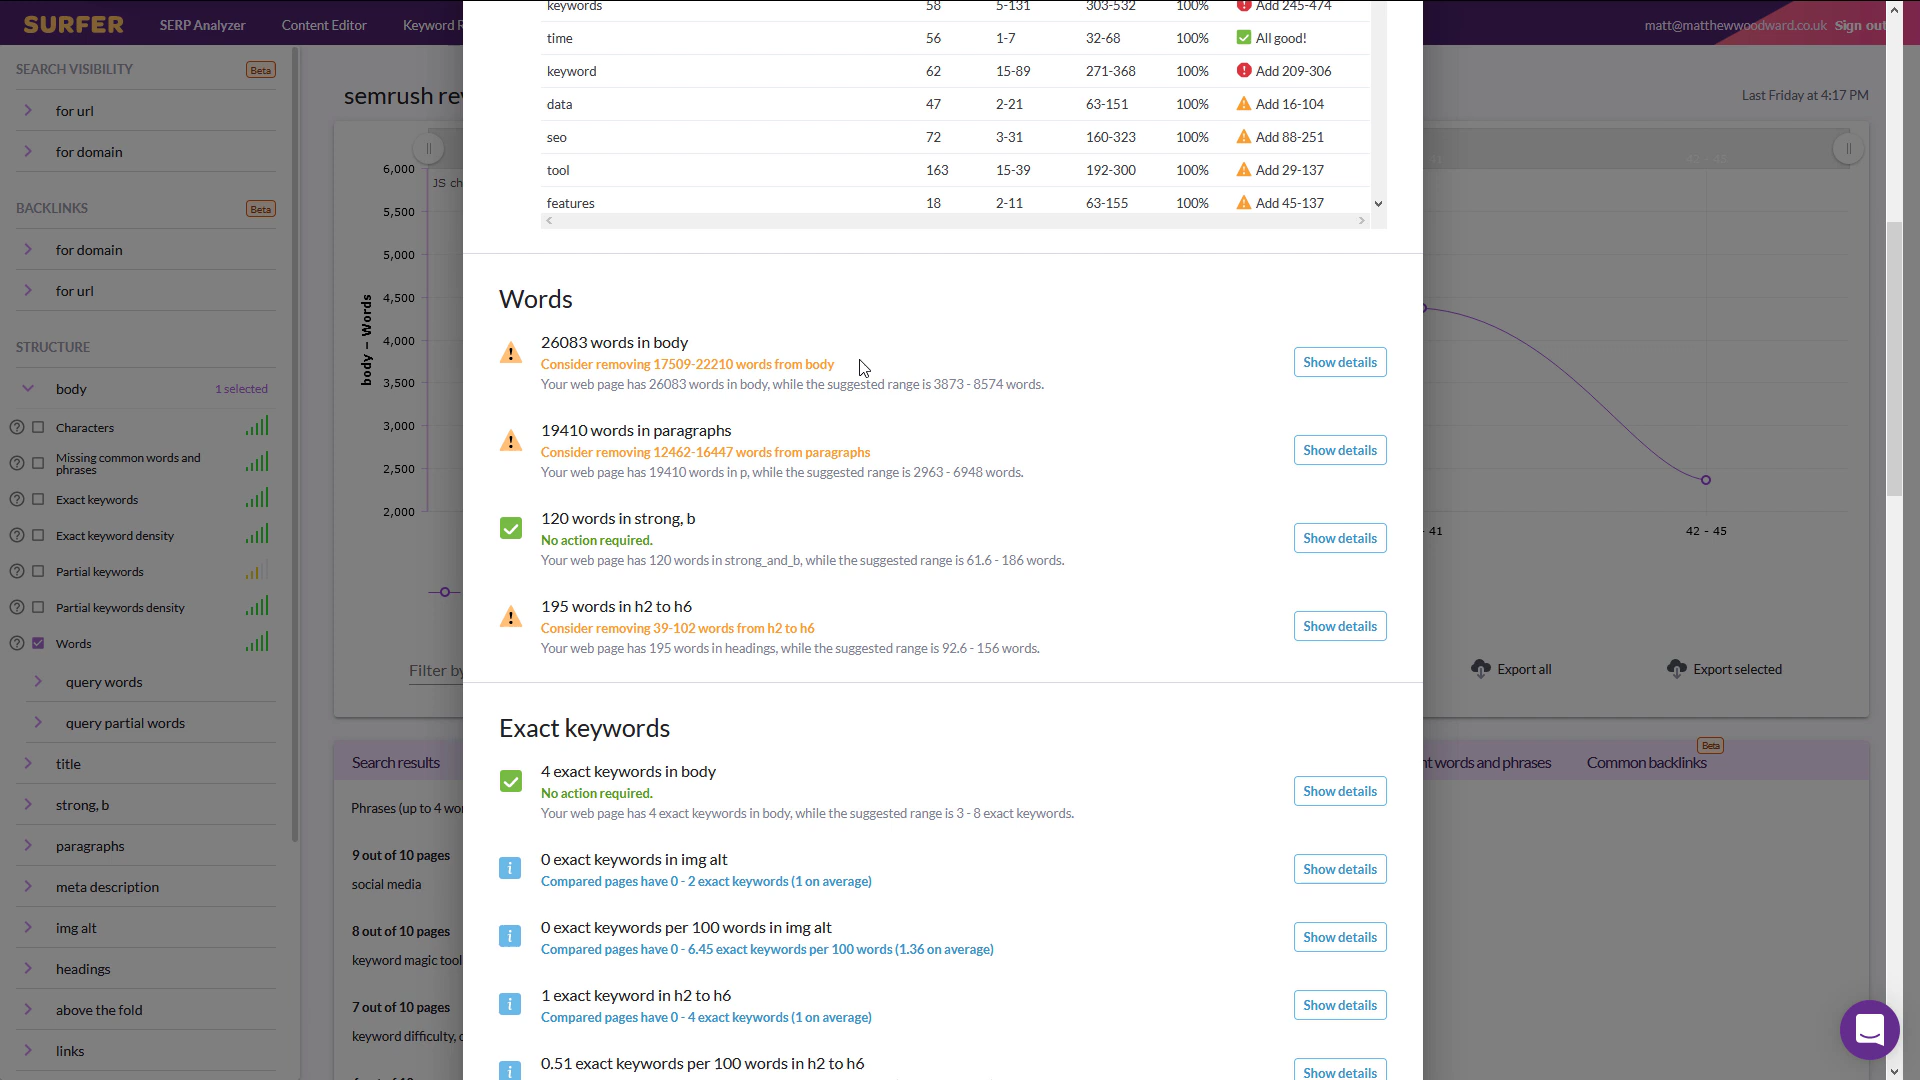 SURFER
SERP Analyzer
Content Editor
Keyword R
matt@matthewwoodward.co.uk
Sign out
SEARCH VISIBILITY
Beta
for url
for domain
BACKLINKS
Beta
for domain
for url
STRUCTURE
body
1 selected
Characters
Missing common words and
phrases
Exact keywords
Exact keyword density
Partial keywords
Partial keywords density
Words
query words
query partial words
title
strong, b
paragraphs
meta description
img alt
headings
above the fold
links
semrush rev
Last Friday at 4:17 PM
JS ch
6,000
5,500
5,000
4,500
4,000
3,500
3,000
2,500
2,000
body – Words
Filter by
Search results
Phrases (up to 4 wor
9 out of 10 pages
social media
8 out of 10 pages
keyword magic tool
7 out of 10 pages
keyword difficulty, c
keywords 58 5-131 303-532 100% Add 245-474
time 56 1-7 32-68 100% All good!
keyword 62 15-89 271-368 100% Add 209-306
data 47 2-21 63-151 100% Add 16-104
seo 72 3-31 160-323 100% Add 88-251
tool 163 15-39 192-300 100% Add 29-137
features 18 2-11 63-155 100% Add 45-137
Words
26083 words in body
Consider removing 17509-22210 words from body
Your web page has 26083 words in body, while the suggested range is 3873 - 8574 words.
Show details
19410 words in paragraphs
Consider removing 12462-16447 words from paragraphs
Your web page has 19410 words in p, while the suggested range is 2963 - 6948 words.
Show details
120 words in strong, b
No action required.
Your web page has 120 words in strong_and_b, while the suggested range is 61.6 - 186 words.
Show details
195 words in h2 to h6
Consider removing 39-102 words from h2 to h6
Your web page has 195 words in headings, while the suggested range is 92.6 - 156 words.
Show details
Exact keywords
4 exact keywords in body
No action required.
Your web page has 4 exact keywords in body, while the suggested range is 3 - 8 exact keywords.
Show details
0 exact keywords in img alt
Compared pages have 0 - 2 exact keywords (1 on average)
Show details
0 exact keywords per 100 words in img alt
Compared pages have 0 - 6.45 exact keywords per 100 words (1.36 on average)
Show details
1 exact keyword in h2 to h6
Compared pages have 0 - 4 exact keywords (1 on average)
Show details
0.51 exact keywords per 100 words in h2 to h6
Show details
41
42 - 45
41
42 - 45
Export all
Export selected
Beta
nt words and phrases
Common backlinks